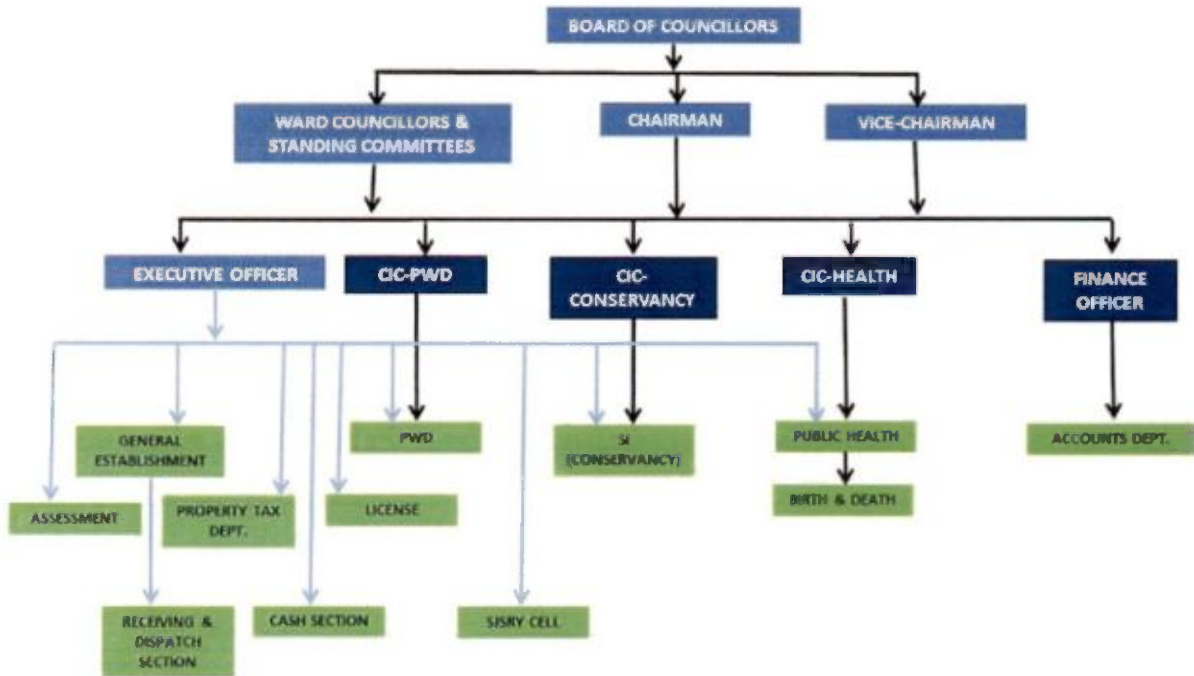 BOARD OF COUNCILLORS
WARD COUNCILLORS &
STANDING COMMITTEES
CHAIRMAN
VICE-CHAIRMAN
EXECUTIVE OFFICER
CIC-PWD
CIC-
CONSERVANCY
CIC-HEALTH
FINANCE
OFFICER
GENERAL
ESTABLISHMENT
PWD
SI
(CONSERVANCY)
PUBLIC HEALTH
ACCOUNTS DEPT.
ASSESSMENT
PROPERTY TAX
DEPT.
LICENSE
BIRTH & DEATH
RECEIVING &
DISPATCH
SECTION
CASH SECTION
SJSRY CELL